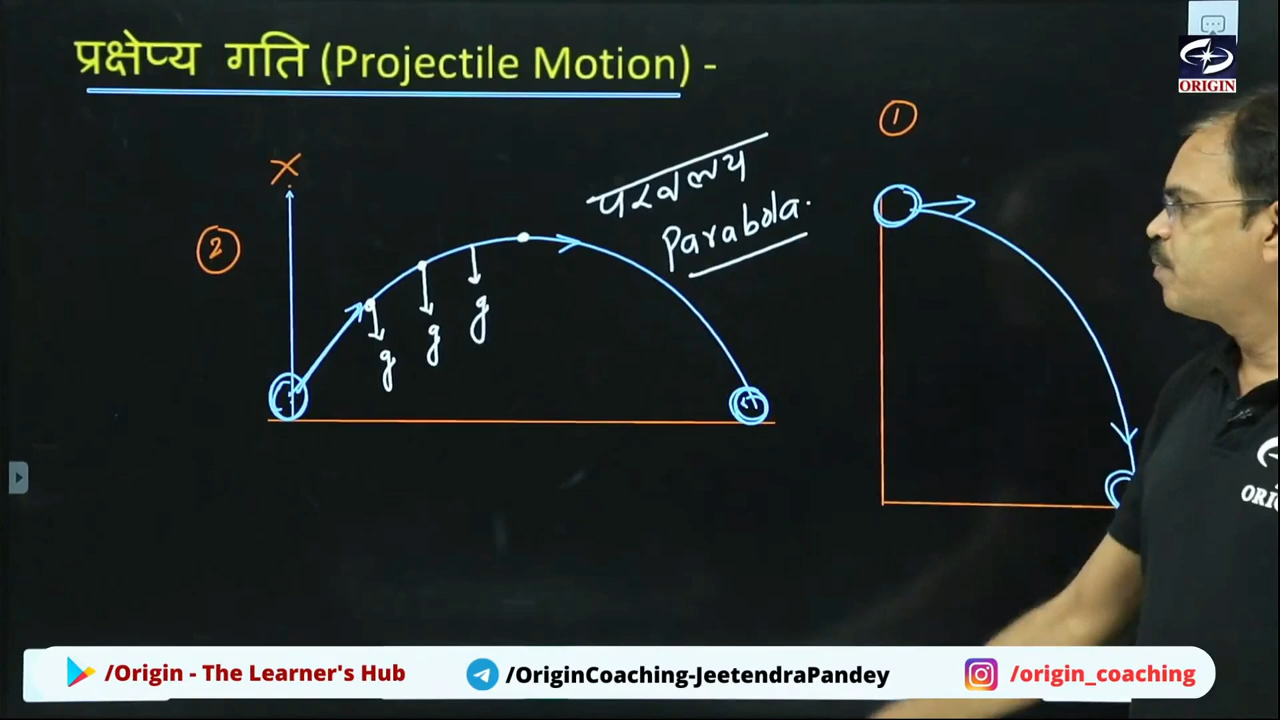 प्रक्षेप्य गति (Projectile Motion) -
ORIGIN
①
X
परवलय
Parabola.
②
g
g
g
/Origin - The Learner's Hub
/OriginCoaching-JeetendraPandey
/origin_coaching